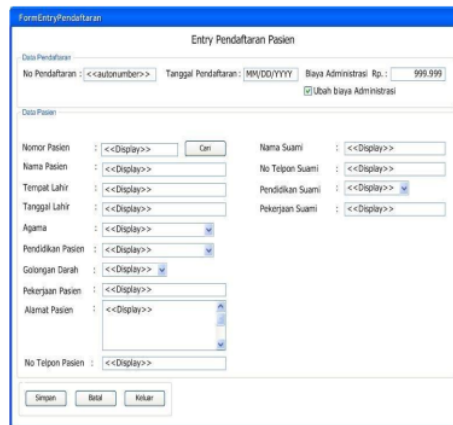 FormEntryPendaftaran
Entry Pendaftaran Pasien
Data Pendaftaran
No Pendaftaran : <<autonumber>> Tanggal Pendaftaran : MM/DD/YYYY Biaya Administrasi Rp. : 999.999
Ubah biaya Administrasi
Data Pasien
Nomor Pasien : <<Display>> Cari Nama Suami : <<Display>>
Nama Pasien : <<Display>> No Telpon Suami : <<Display>>
Tempat Lahir : <<Display>> Pendidikan Suami : <<Display>>
Tanggal Lahir : <<Display>> Pekerjaan Suami : <<Display>>
Agama : <<Display>>
Pendidikan Pasien : <<Display>>
Golongan Darah : <<Display>>
Pekerjaan Pasien : <<Display>>
Alamat Pasien : <<Display>>
No Telpon Pasien : <<Display>>
Simpan Batal Keluar